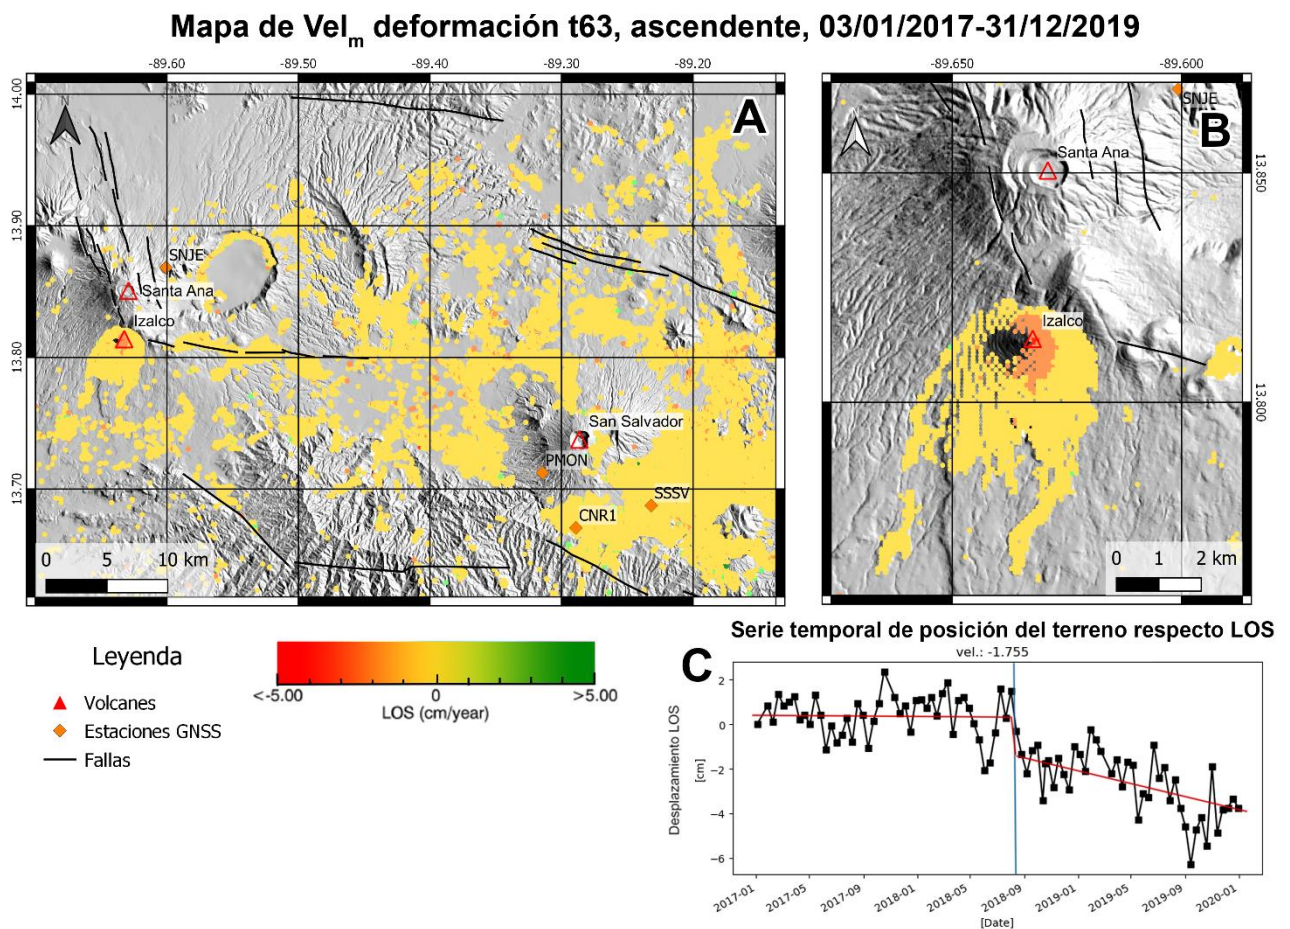 Mapa de Velm deformación t63, ascendente, 03/01/2017-31/12/2019
-89.60 -89.50 -89.40 -89.30 -89.20
14.00
13.90
13.80
13.70
A
SNJE
Santa Ana
Izalco
San Salvador
PMON
SSSV
CNR1
0 5 10 km
-89.650 -89.600
13.850
13.800
B
SNJE
Santa Ana
Izalco
0 1 2 km
Leyenda
Volcanes
Estaciones GNSS
Fallas
<-5.00 0 >5.00
LOS (cm/year)
Serie temporal de posición del terreno respecto LOS
C
vel.: -1.755
Desplazamiento LOS
[cm]
2
0
−2
−4
−6
2017-01 2017-05 2017-09 2018-01 2018-05 2018-09 2019-01 2019-05 2019-09 2020-01
[Date]